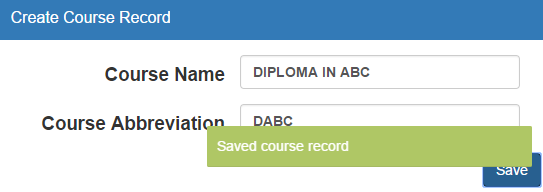 Create Course Record
Course Name DIPLOMA IN ABC
Course Abbreviation DABC
Saved course record
Save